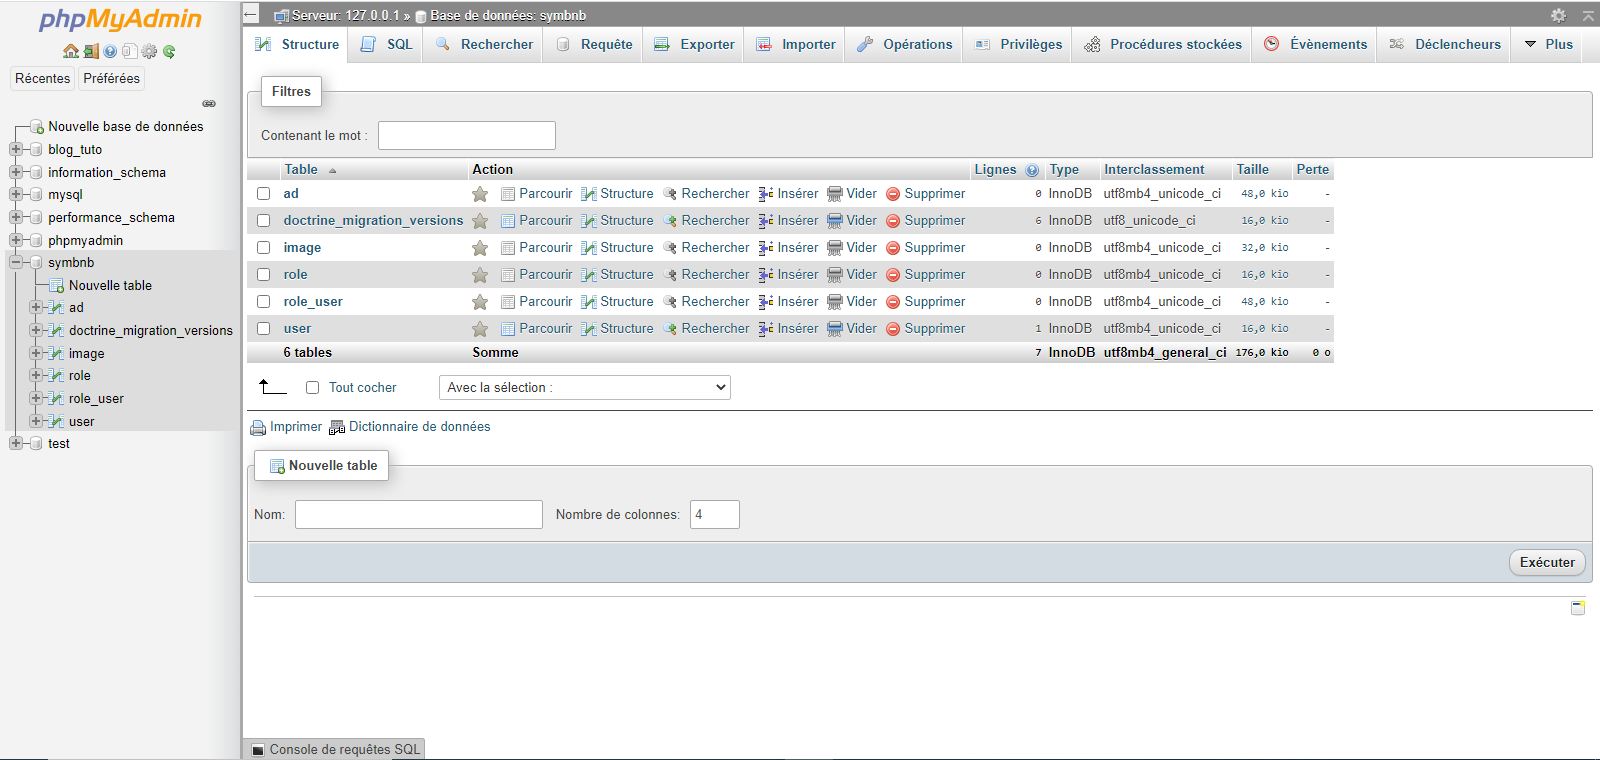 phpMyAdmin
Récentes Préférées
Nouvelle base de données
blog_tuto
information_schema
mysql
performance_schema
phpmyadmin
symbnb
Nouvelle table
ad
doctrine_migration_versions
image
role
role_user
user
test
Serveur: 127.0.0.1 » Base de données: symbnb
Structure SQL Rechercher Requête Exporter Importer Opérations Privilèges Procédures stockées Évènements Déclencheurs Plus
Filtres
Contenant le mot :
Table Action Lignes Type Interclassement Taille Perte
ad Parcourir Structure Rechercher Insérer Vider Supprimer 0 InnoDB utf8mb4_unicode_ci 48,0 kio -
doctrine_migration_versions Parcourir Structure Rechercher Insérer Vider Supprimer 6 InnoDB utf8_unicode_ci 16,0 kio -
image Parcourir Structure Rechercher Insérer Vider Supprimer 0 InnoDB utf8mb4_unicode_ci 32,0 kio -
role Parcourir Structure Rechercher Insérer Vider Supprimer 0 InnoDB utf8mb4_unicode_ci 16,0 kio -
role_user Parcourir Structure Rechercher Insérer Vider Supprimer 0 InnoDB utf8mb4_unicode_ci 48,0 kio -
user Parcourir Structure Rechercher Insérer Vider Supprimer 1 InnoDB utf8mb4_unicode_ci 16,0 kio -
6 tables Somme 7 InnoDB utf8mb4_general_ci 176,0 kio 0 o
Tout cocher Avec la sélection :
Imprimer Dictionnaire de données
Nouvelle table
Nom: Nombre de colonnes: 4
Exécuter
Console de requêtes SQL